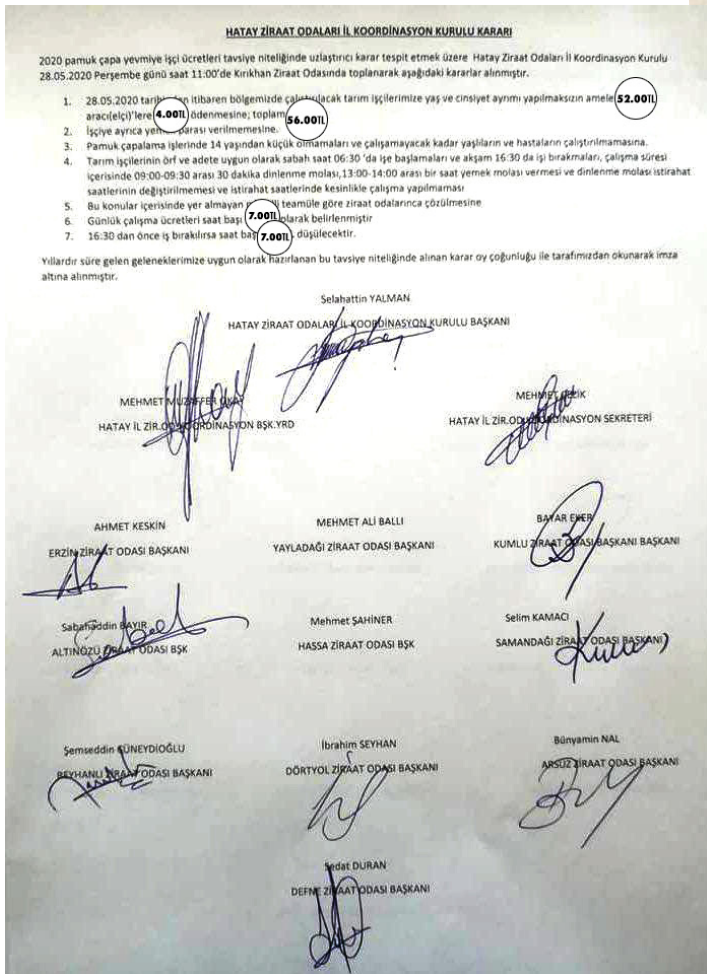 HATAY ZİRAAT ODALARI İL KOORDİNASYON KURULU KARARI
2020 pamuk çapa yevmiye işçi ücretleri tavsiye niteliğinde uzlaştırıcı karar tespit etmek üzere Hatay Ziraat Odaları İl Koordinasyon Kurulu
28.05.2020 Perşembe günü saat 11:00'de Kırıkhan Ziraat Odasında toplanarak aşağıdaki kararlar alınmıştır.
1. 28.05.2020 itibaren bölgemizde tarım işçilerimize yaş ve cinsiyet ayrımı yapılmaksızın amele 52.00TL
aracı(elçi)'lere 4.00TL ödenmesine; toplam 56.00TL
2. İşçiye ayrıca parası verilmemesine.
3. Pamuk çapalama işlerinde 14 yaşından küçük olmamaları ve çalışamayacak kadar yaşlıların ve hastaların çalıştırılmamasına.
4. Tarım işçilerinin örf ve adete uygun olarak sabah saat 06:30 'da işe başlamaları ve akşam 16:30 da işi bırakmaları, çalışma süresi
içerisinde 09:00-09:30 arası 30 dakika dinlenme molası,13:00-14:00 arası bir saat yemek molası vermesi ve dinlenme molası istirahat
saatlerinin değiştirilmemesi ve istirahat saatlerinde kesinlikle çalışma yapılmaması
5. Bu konular içerisinde yer almayan teamüle göre ziraat odalarınca çözülmesine
6. Günlük çalışma ücretleri saat başı 7.00TL olarak belirlenmiştir
7. 16:30 dan önce iş bırakılırsa saat 7.00TL düşülecektir.
Yıllardır süre gelen geleneklerimize uygun olarak hazırlanan bu tavsiye niteliğinde alınan karar oy çoğunluğu ile tarafımızdan okunarak imza
altına alınmıştır.
Selahattin YALMAN
HATAY ZİRAAT ODALARI İL KOORDİNASYON KURULU BAŞKANI
MEHMET MUZAFFER
HATAY İL ZİR. KOORDİNASYON BŞK.YRD
MEHMET ÇELİK
HATAY İL ZİR.ODA KOORDİNASYON SEKRETERİ
AHMET KESKİN
ERZİN ZİRAAT ODASI BAŞKANI
MEHMET ALİ BALLI
YAYLADAĞI ZİRAAT ODASI BAŞKANI
KUMLU ZİRAAT ODASI BAŞKANI BAŞKANI
Sabahaddin BAYIR
ALTINÖZÜ ZİRAAT ODASI BŞK
Mehmet ŞAHİNER
HASSA ZİRAAT ODASI BŞK
Selim KAMACI
SAMANDAĞI ZİRAAT ODASI BAŞKANI
Şemseddin GÜNEYDİOĞLU
REYHANLI ZİRAAT ODASI BAŞKANI
İbrahim SEYHAN
DÖRTYOL ZİRAAT ODASI BAŞKANI
Bünyamin NAL
ARSUZ ZİRAAT ODASI BAŞKANI
Sedat DURAN
DEFNE ZİRAAT ODASI BAŞKANI